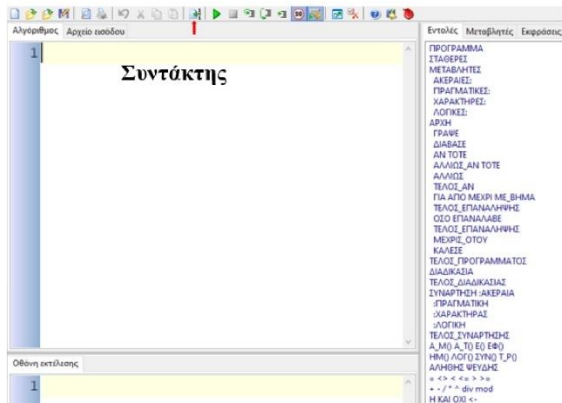 Αλγόριθμος Αρχείο εισόδου
1
Συντάκτης
Οθόνη εκτέλεσης
1
Εντολές Μεταβλητές Εκφράσεις
ΠΡΟΓΡΑΜΜΑ
ΣΤΑΘΕΡΕΣ
ΜΕΤΑΒΛΗΤΕΣ
ΑΚΕΡΑΙΕΣ:
ΠΡΑΓΜΑΤΙΚΕΣ:
ΧΑΡΑΚΤΗΡΕΣ:
ΛΟΓΙΚΕΣ:
ΑΡΧΗ
ΓΡΑΨΕ
ΔΙΑΒΑΣΕ
ΑΝ ΤΟΤΕ
ΑΛΛΙΩΣ_ΑΝ ΤΟΤΕ
ΑΛΛΙΩΣ
ΤΕΛΟΣ_ΑΝ
ΓΙΑ ΑΠΟ ΜΕΧΡΙ ΜΕ_ΒΗΜΑ
ΤΕΛΟΣ_ΕΠΑΝΑΛΗΨΗΣ
ΟΣΟ ΕΠΑΝΑΛΑΒΕ
ΤΕΛΟΣ_ΕΠΑΝΑΛΗΨΗΣ
ΜΕΧΡΙΣ_ΟΤΟΥ
ΚΑΛΕΣΕ
ΤΕΛΟΣ_ΠΡΟΓΡΑΜΜΑΤΟΣ
ΔΙΑΔΙΚΑΣΙΑ
ΤΕΛΟΣ_ΔΙΑΔΙΚΑΣΙΑΣ
ΣΥΝΑΡΤΗΣΗ :ΑΚΕΡΑΙΑ
:ΠΡΑΓΜΑΤΙΚΗ
:ΧΑΡΑΚΤΗΡΑΣ
:ΛΟΓΙΚΗ
ΤΕΛΟΣ_ΣΥΝΑΡΤΗΣΗΣ
Α_Μ() Α_Τ() Ε() ΕΦ()
ΗΜ() ΛΟΓ() ΣΥΝ() Τ_Ρ()
ΑΛΗΘΗΣ ΨΕΥΔΗΣ
= <> < <= > >=
+ - / * ^ div mod
Η ΚΑΙ ΟΧΙ <-